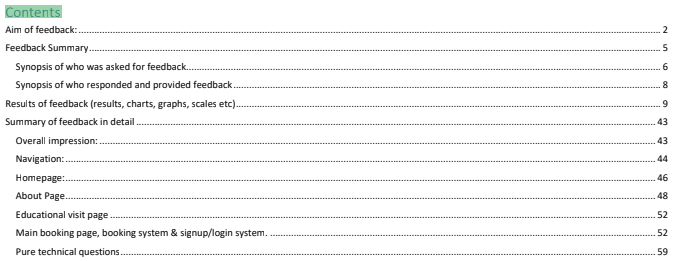 Contents
Aim of feedback: 2
Feedback Summary 5
Synopsis of who was asked for feedback 6
Synopsis of who responded and provided feedback 8
Results of feedback (results, charts, graphs, scales etc) 9
Summary of feedback in detail 43
Overall impression: 43
Navigation: 44
Homepage: 46
About Page 48
Educational visit page 52
Main booking page, booking system & signup/login system. 52
Pure technical questions 59